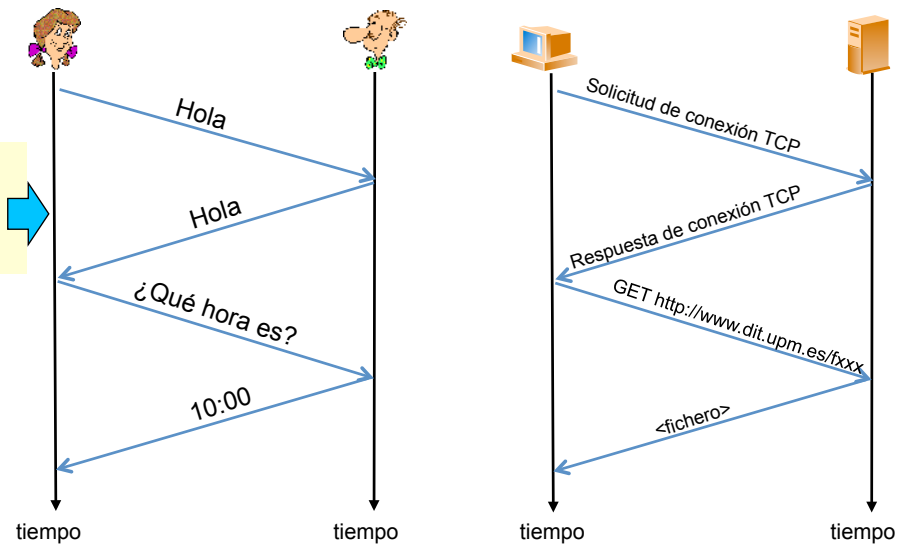 Hola
Hola
¿Qué hora es?
10:00
tiempo
tiempo
Solicitud de conexión TCP
Respuesta de conexión TCP
GET http://www.dit.upm.es/fxxx
<fichero>
tiempo
tiempo